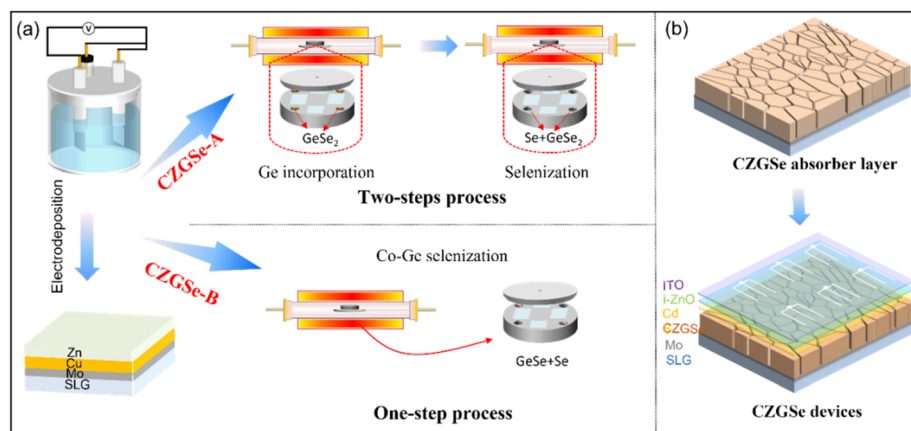 (a)
V
Electrodeposition
Zn
Cu
Mo
SLG
CZGSe-A
GeSe2
Ge incorporation
Se+GeSe2
Selenization
Two-steps process
CZGSe-B
Co-Ge selenization
GeSe+Se
One-step process
(b)
CZGSe absorber layer
ITO
i-ZnO
Cd
CZGS
Mo
SLG
CZGSe devices